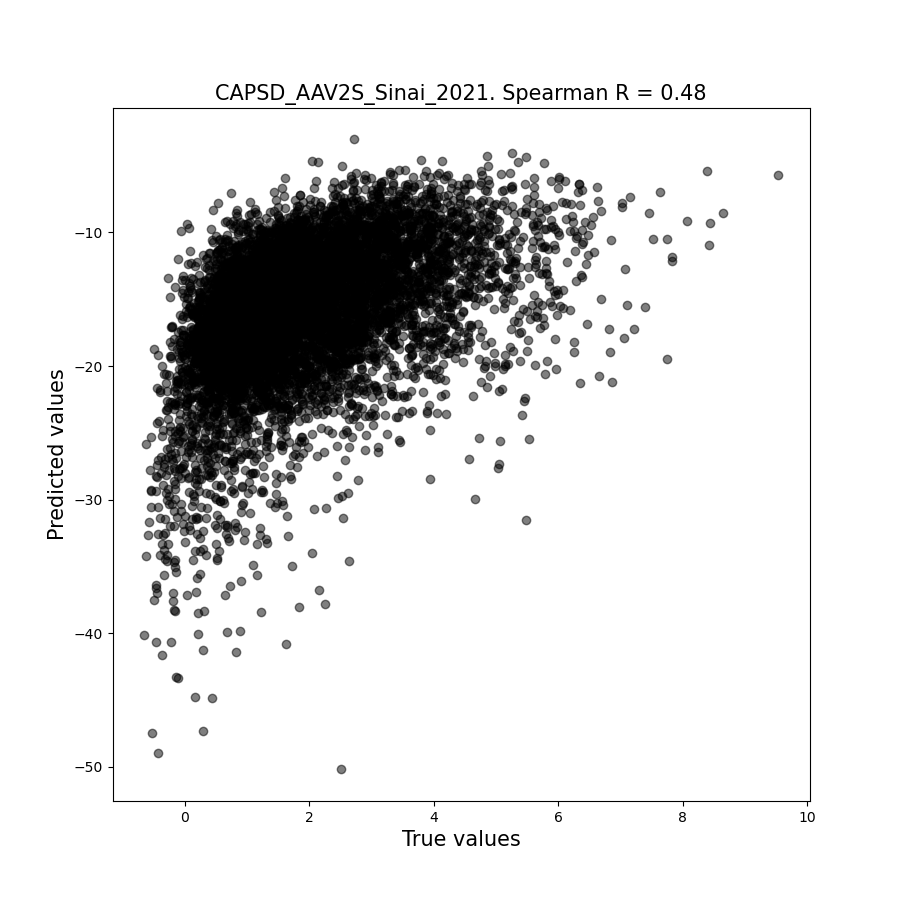 CAPSD_AAV2S_Sinai_2021. Spearman R = 0.48
Predicted values
−10
−20
−30
−40
−50
0 2 4 6 8 10
True values